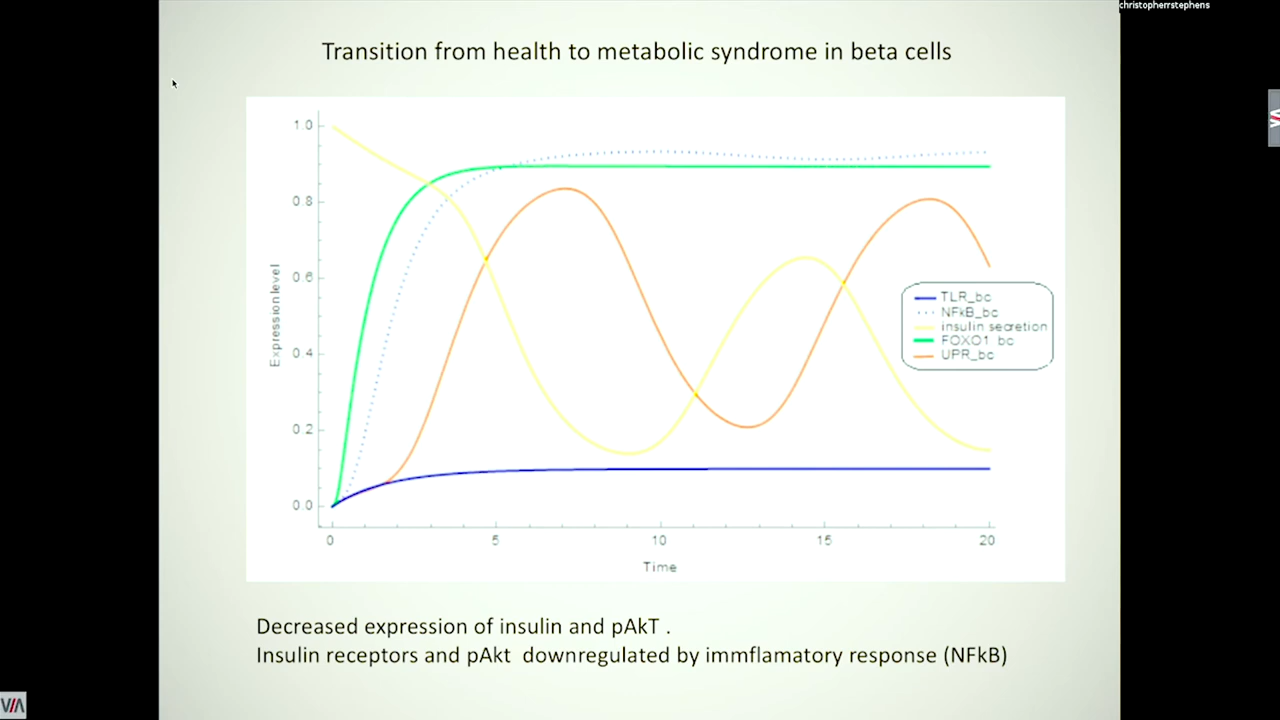 christopherrstephens
Transition from health to metabolic syndrome in beta cells
1.0
0.8
0.6
0.4
0.2
0.0
Expression level
0
5
10
15
20
Time
TLR_bc
NFkB_bc
insulin secretion
FOXO1_bc
UPR_bc
Decreased expression of insulin and pAkT .
Insulin receptors and pAkt downregulated by immflamatory response (NFkB)
VIA